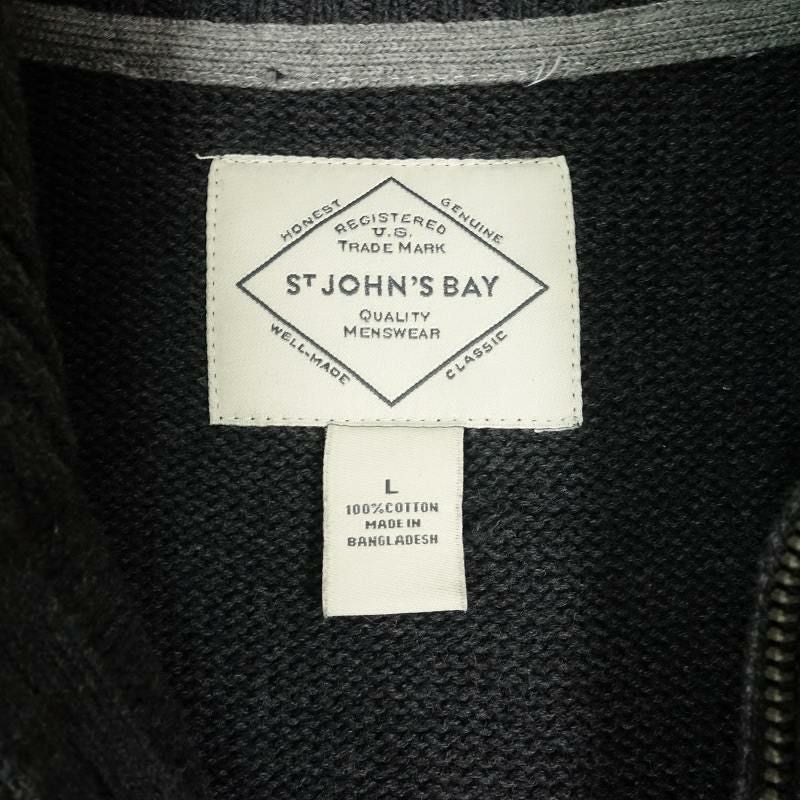 HONEST
GENUINE
REGISTERED
U.S.
TRADE MARK
ST JOHN'S BAY
QUALITY
MENSWEAR
WELL-MADE
CLASSIC
L
100% COTTON
MADE IN
BANGLADESH